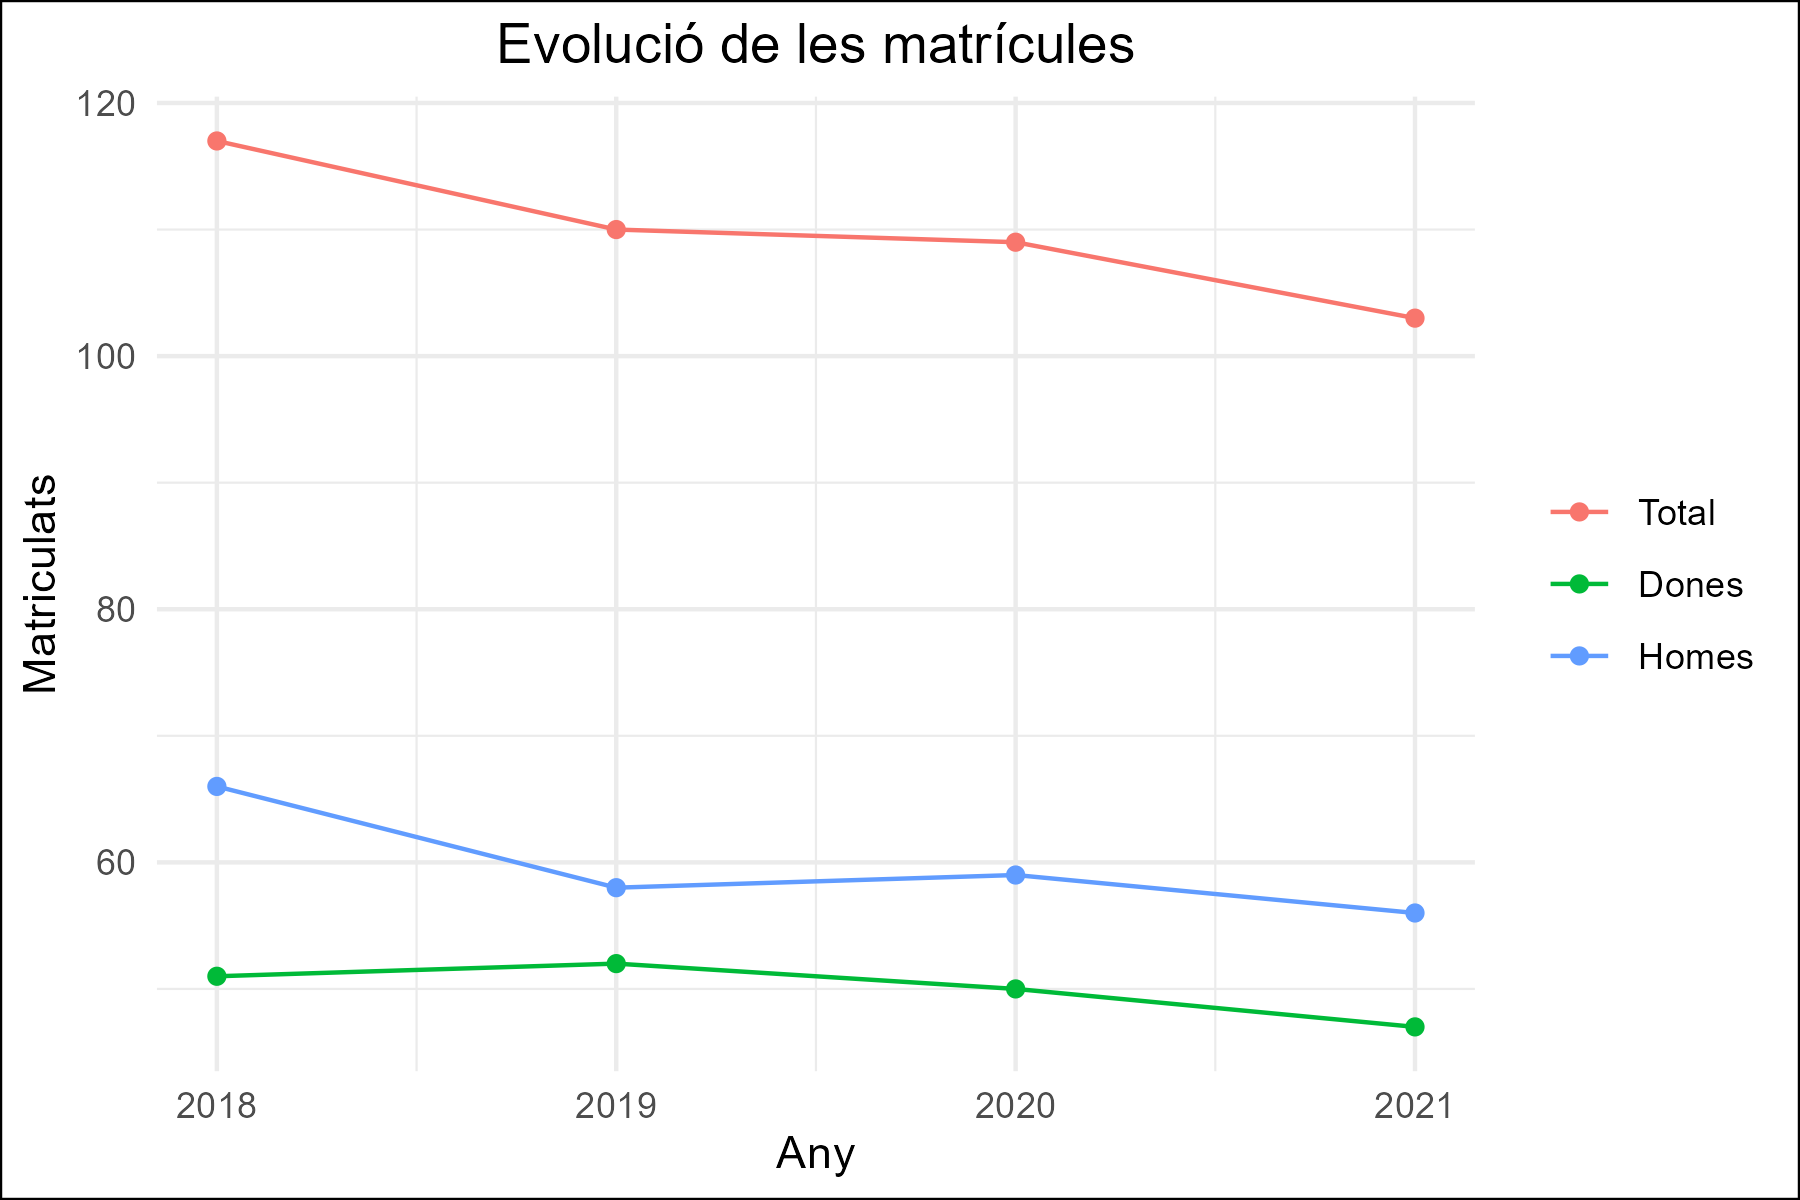 Evolució de les matrícules
120
100
80
60
Matriculats
2018 2019 2020 2021
Any
Total
Dones
Homes